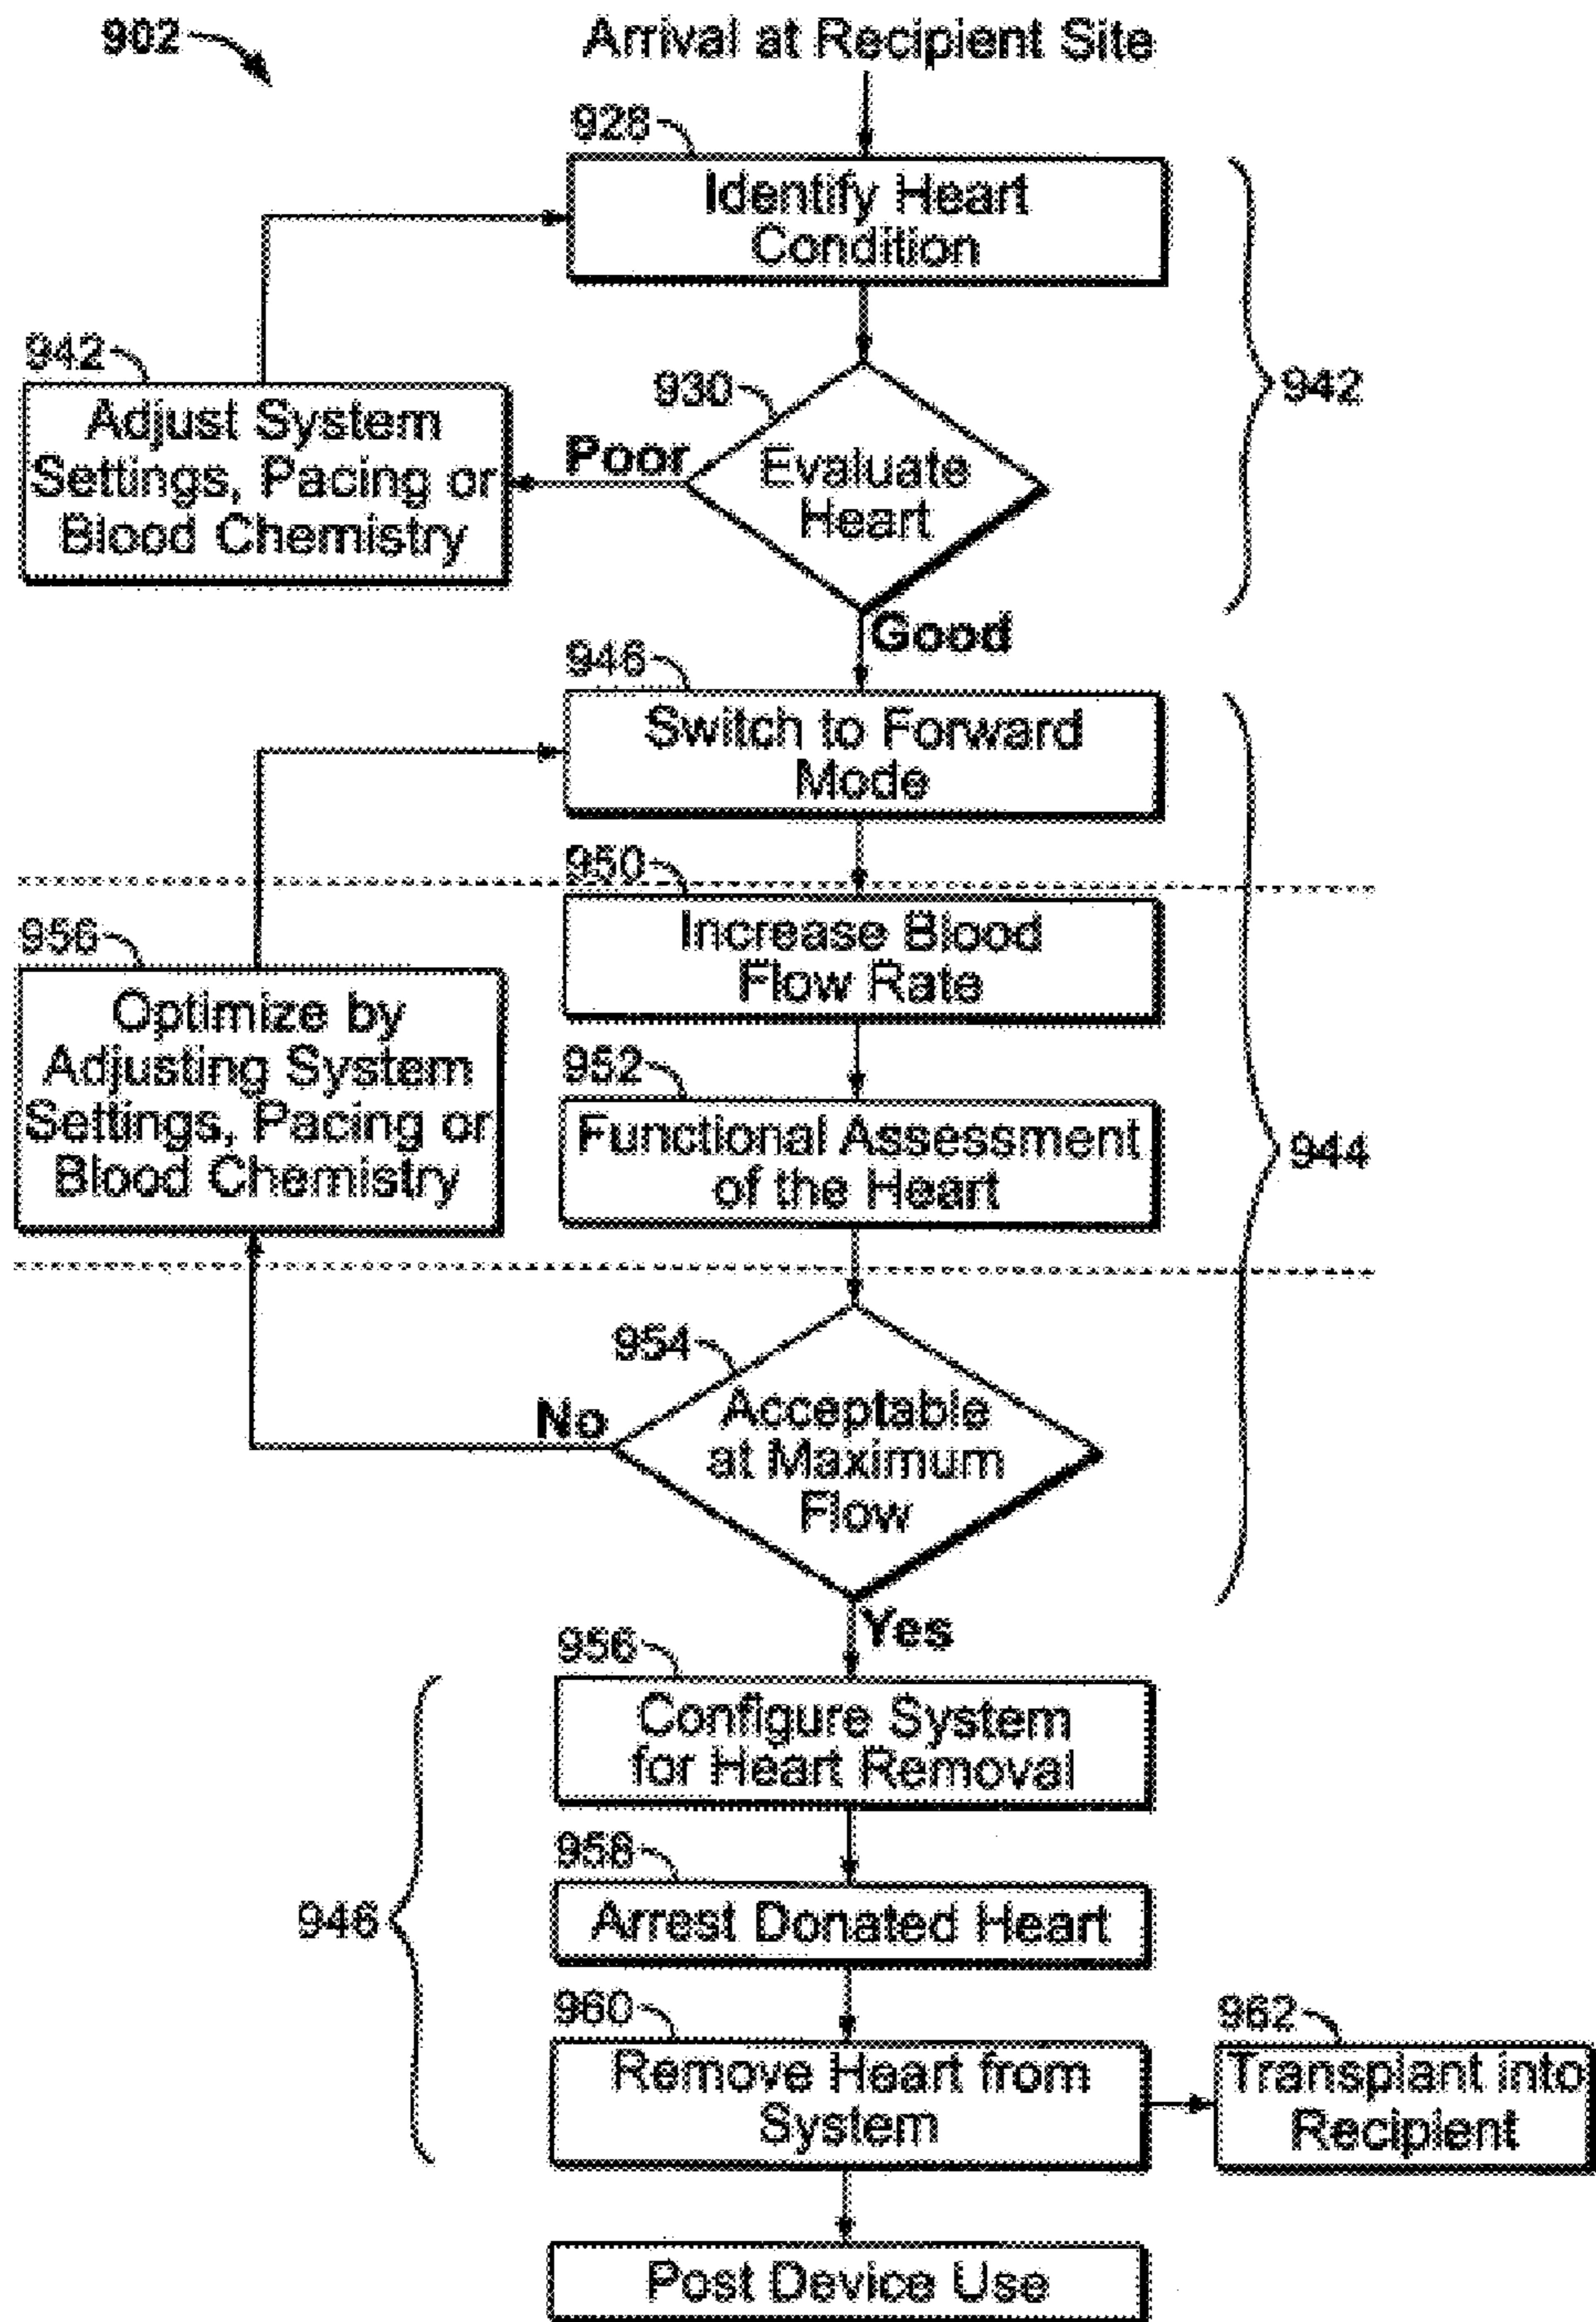 902
Arrival at Recipient Site
928
Identify Heart
Condition
942
942
Adjust System
Settings, Pacing or
Blood Chemistry
930
Poor
Evaluate
Heart
Good
946
Switch to Forward
Mode
950
Increase Blood
Flow Rate
956
Optimize by
Adjusting System
Settings, Pacing or
Blood Chemistry
952
Functional Assessment
of the Heart
944
954
No
Acceptable
at Maximum
Flow
Yes
956
Configure System
for Heart Removal
958
946
Arrest Donated Heart
960
Remove Heart from
System
962
Transplant into
Recipient
Post Device Use